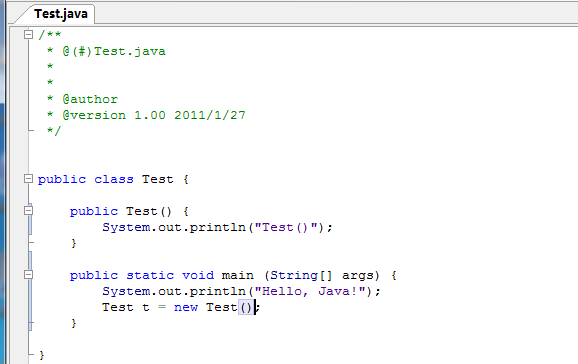 Test.java
/**
 * @(#)Test.java
 *
 *
 * @author
 * @version 1.00 2011/1/27
 */
public class Test {
    public Test() {
        System.out.println("Test()");
    }
    public static void main (String[] args) {
        System.out.println("Hello, Java!");
        Test t = new Test();
    }
}